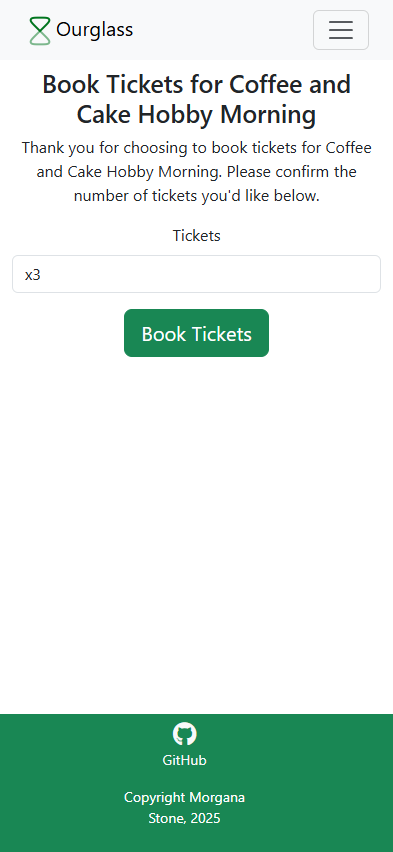 Ourglass
Book Tickets for Coffee and
Cake Hobby Morning
Thank you for choosing to book tickets for Coffee
and Cake Hobby Morning. Please confirm the
number of tickets you'd like below.
Tickets
x3
Book Tickets
GitHub
Copyright Morgana
Stone, 2025